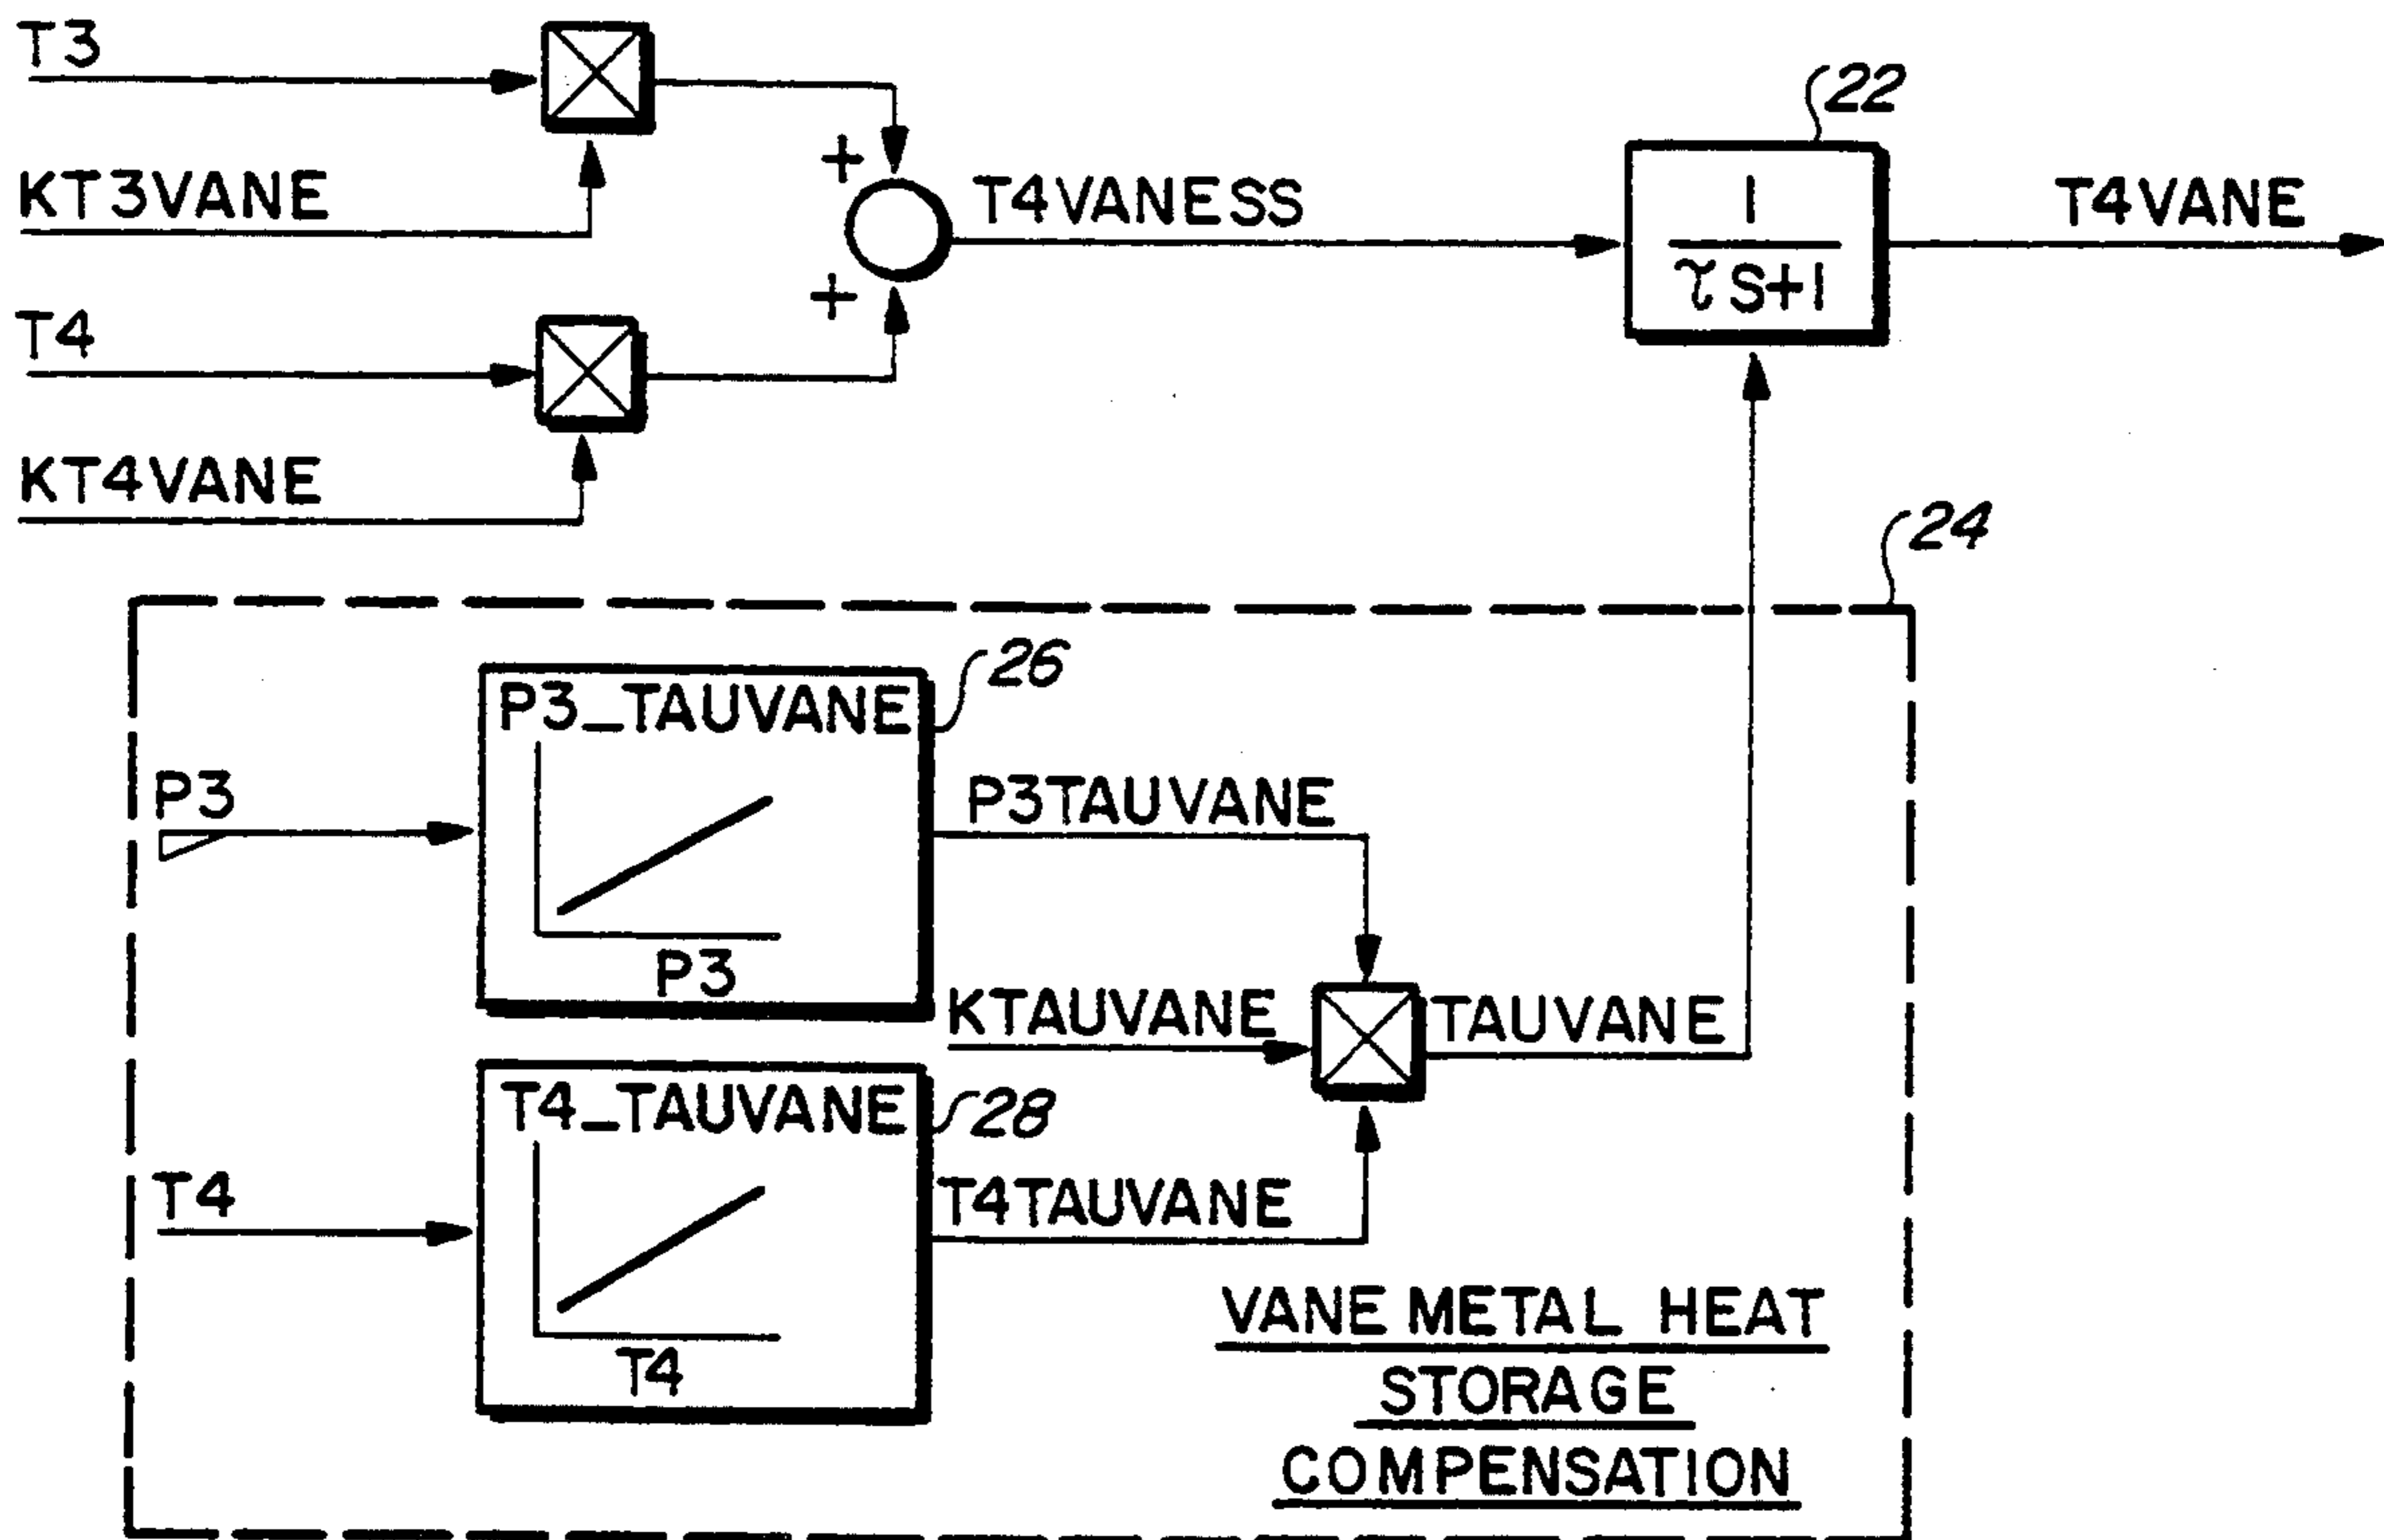 T3
KT3VANE
T4
KT4VANE
+
+
T4VANESS
22
1
τS+1
T4VANE
24
P3_TAUVANE
26
P3
P3
P3TAUVANE
KTAUVANE
TAUVANE
T4_TAUVANE
28
T4
T4
T4TAUVANE
VANE METAL HEAT
STORAGE
COMPENSATION